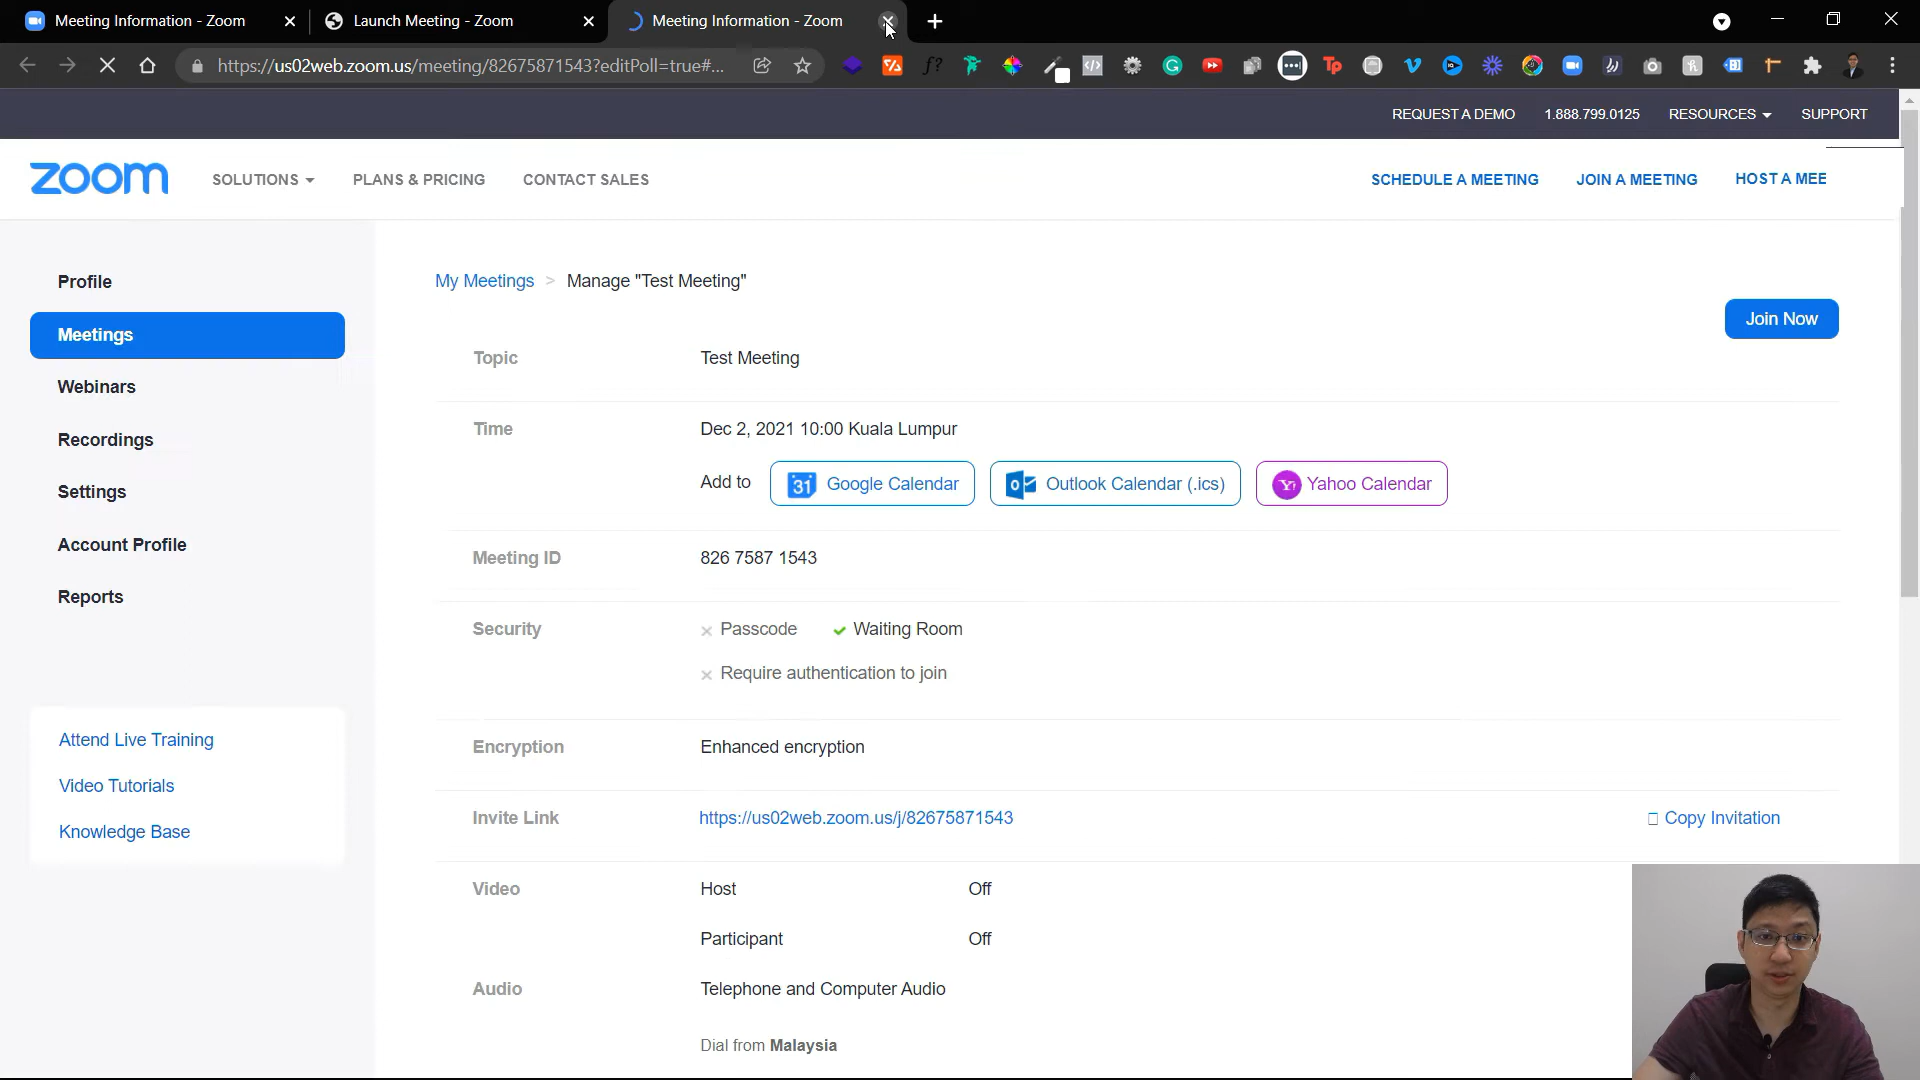 Meeting Information - Zoom
Launch Meeting - Zoom
Meeting Information - Zoom
https://us02web.zoom.us/meeting/82675871543?editPoll=true#...
REQUEST A DEMO
1.888.799.0125
RESOURCES
SUPPORT
zoom
SOLUTIONS
PLANS & PRICING
CONTACT SALES
SCHEDULE A MEETING
JOIN A MEETING
HOST A MEE
Profile
Meetings
Webinars
Recordings
Settings
Account Profile
Reports
Attend Live Training
Video Tutorials
Knowledge Base
My Meetings > Manage "Test Meeting"
Join Now
Topic Test Meeting
Time Dec 2, 2021 10:00 Kuala Lumpur
Add to 31 Google Calendar Outlook Calendar (.ics) Yahoo Calendar
Meeting ID 826 7587 1543
Security Passcode Waiting Room
Require authentication to join
Encryption Enhanced encryption
Invite Link https://us02web.zoom.us/j/82675871543 Copy Invitation
Video Host Off
Participant Off
Audio Telephone and Computer Audio
Dial from Malaysia